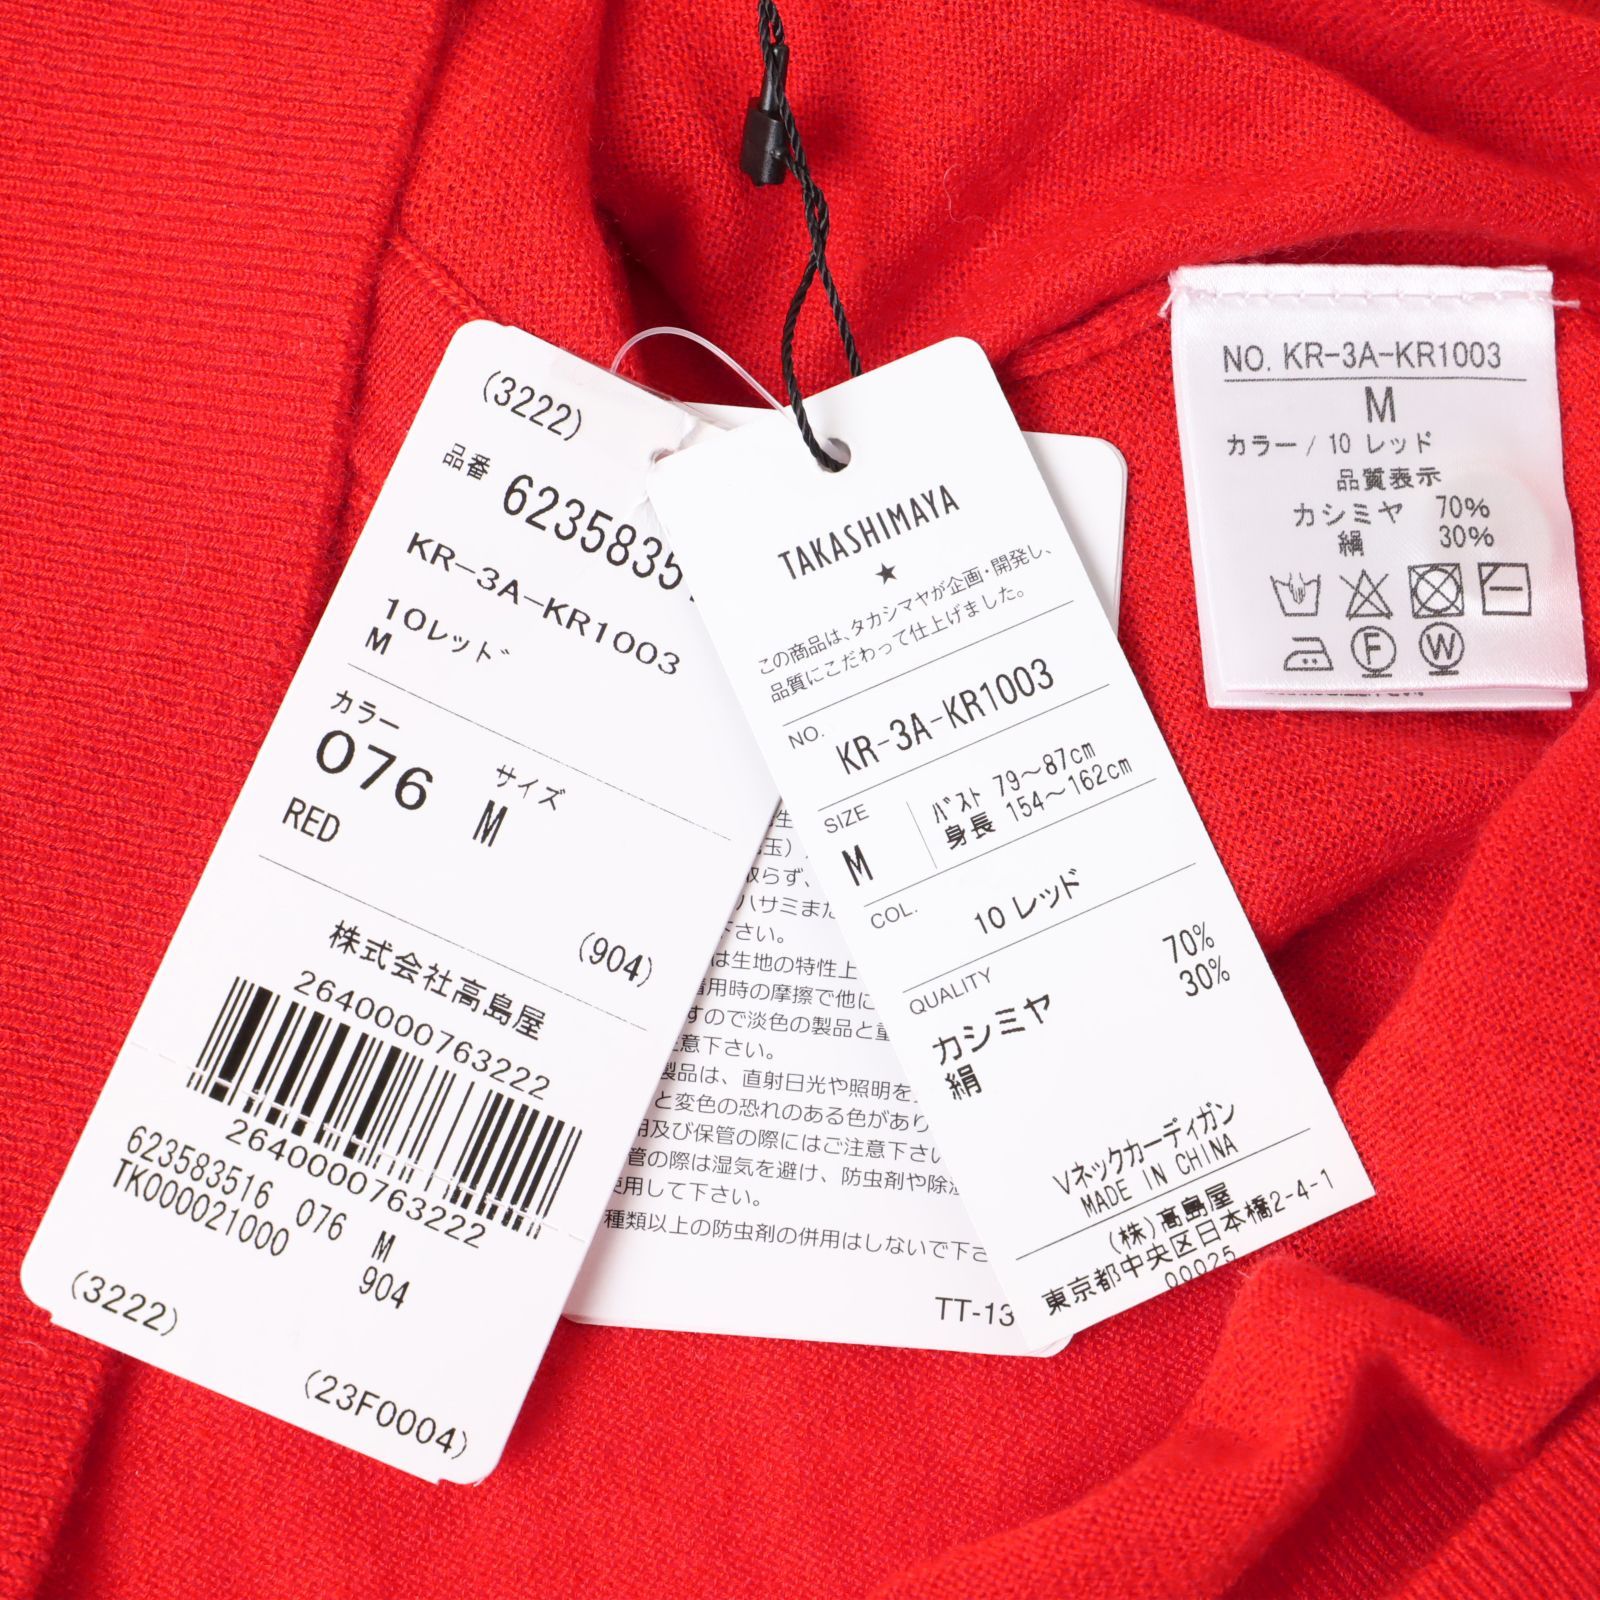 (3222)
品番
62358351
KR-3A-KR1003
10レッド
M
カラー
サイズ
076
M
RED
(904)
株式会社高島屋
2640000763222
2640000763222
623583516 076 M
TK000021000 904
(3222)
(23F0004)
TAKASHIMAYA
★
この商品は、タカシマヤが企画・開発し、
品質にこだわって仕上げました。
NO.
KR-3A-KR1003
SIZE
M
バスト 79～87cm
身長 154～162cm
COL.
10 レッド
QUALITY
カシミヤ 70%
絹 30%
Vネックカーディガン
MADE IN CHINA
(株)高島屋
東京都中央区日本橋2-4-1
00025
玉）
取らず、
ハサミまた
下さい。
は生地の特性上
着用時の摩擦で他に
すので淡色の製品と重
注意下さい。
製品は、直射日光や照明を
と変色の恐れのある色があり
用及び保管の際にはご注意下さい
管の際は湿気を避け、防虫剤や除湿
使用して下さい。
種類以上の防虫剤の併用はしないで下さ
TT-13
NO. KR-3A-KR1003
M
カラー/ 10 レッド
品質表示
カシミヤ 70%
絹 30%
F W